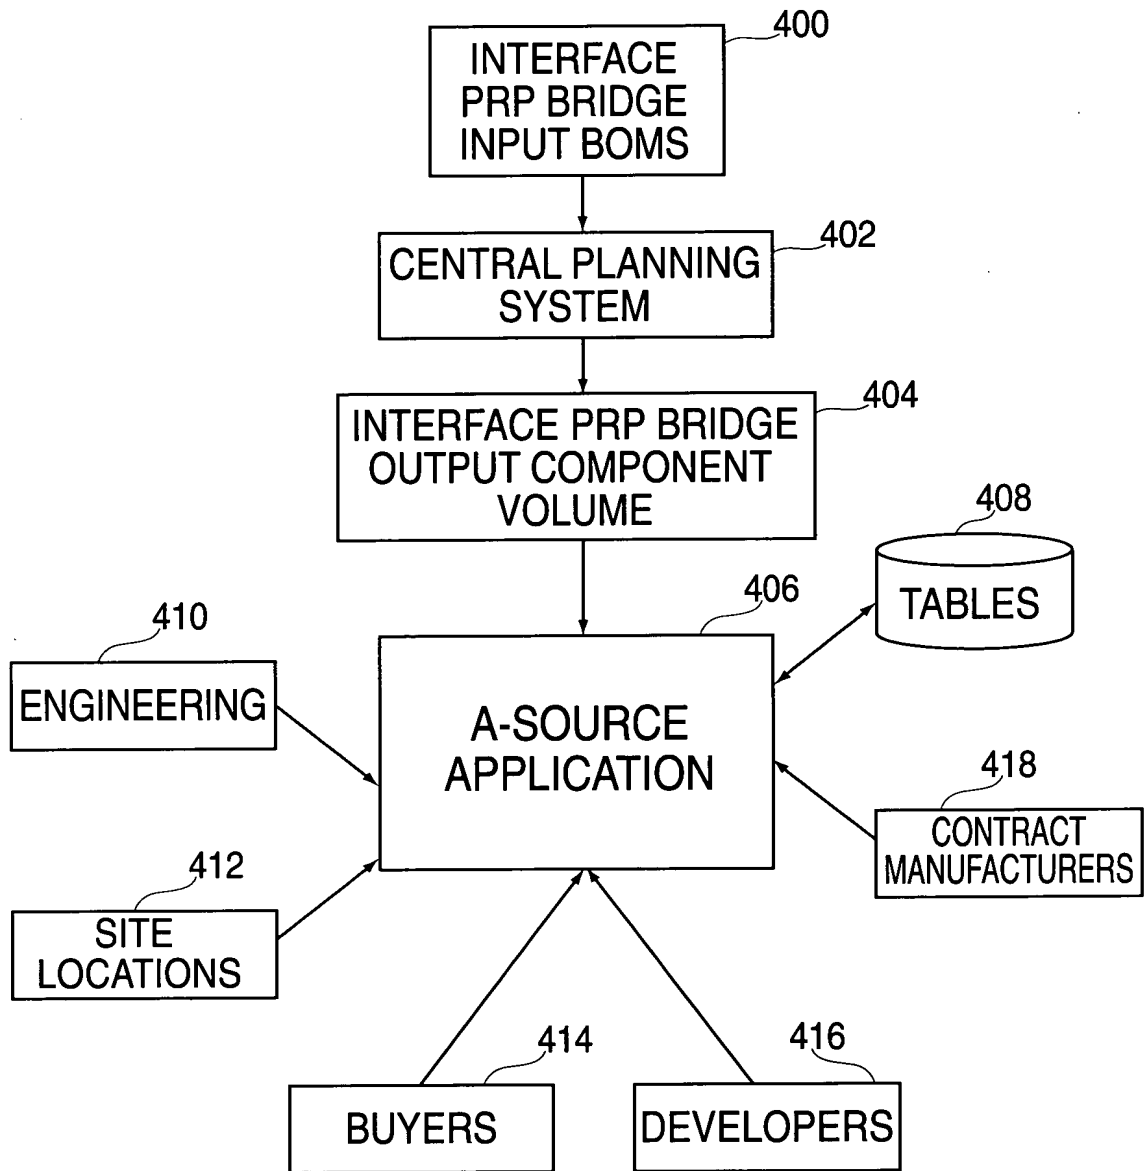 400
INTERFACE
PRP BRIDGE
INPUT BOMS
402
CENTRAL PLANNING
SYSTEM
404
INTERFACE PRP BRIDGE
OUTPUT COMPONENT
VOLUME
408
TABLES
406
A-SOURCE
APPLICATION
410
ENGINEERING
418
CONTRACT
MANUFACTURERS
412
SITE
LOCATIONS
414
BUYERS
416
DEVELOPERS